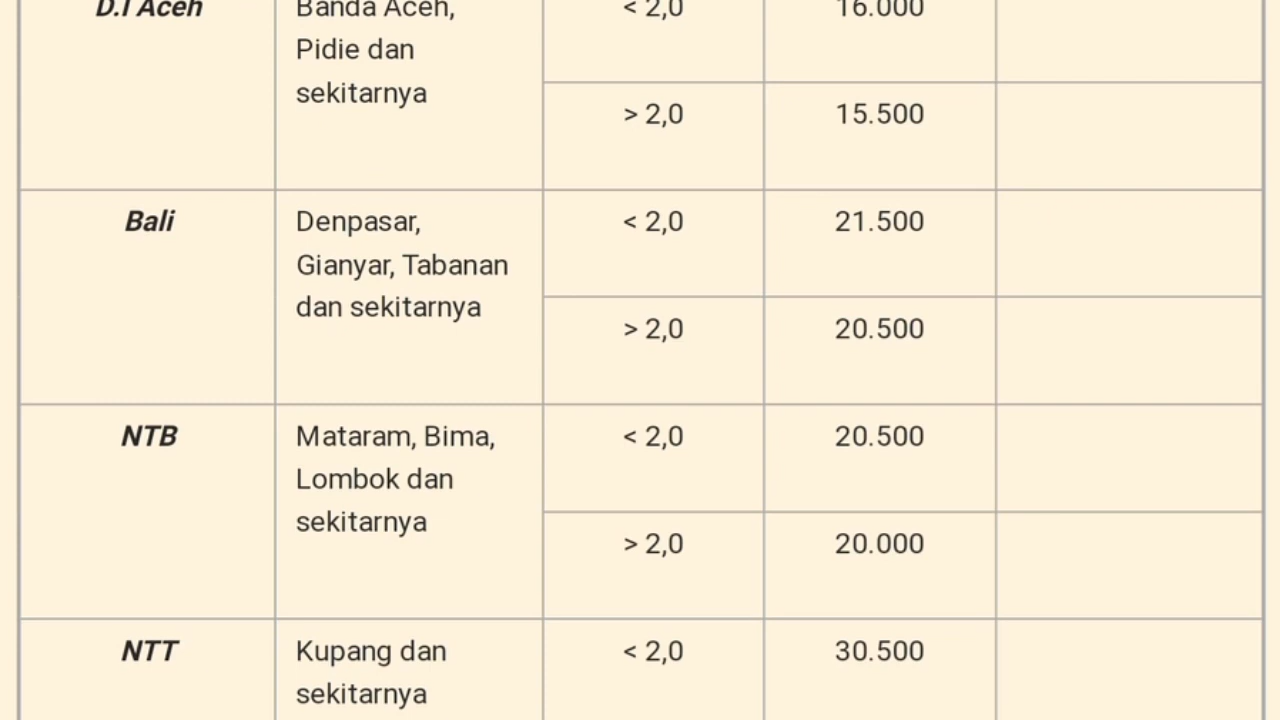 D.I Aceh
Banda Aceh,
Pidie dan
sekitarnya
< 2,0
16.000
> 2,0
15.500
Bali
Denpasar,
Gianyar, Tabanan
dan sekitarnya
< 2,0
21.500
> 2,0
20.500
NTB
Mataram, Bima,
Lombok dan
sekitarnya
< 2,0
20.500
> 2,0
20.000
NTT
Kupang dan
sekitarnya
< 2,0
30.500